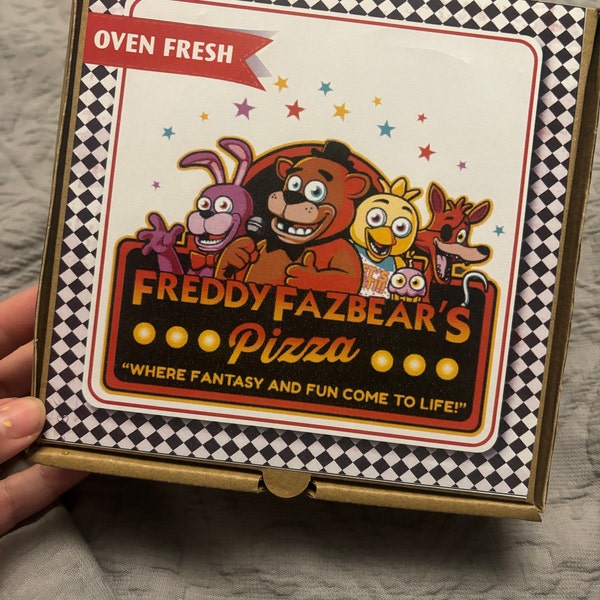 OVEN FRESH
FREDDY FAZBEAR'S
Pizza
"WHERE FANTASY AND FUN COME TO LIFE!"